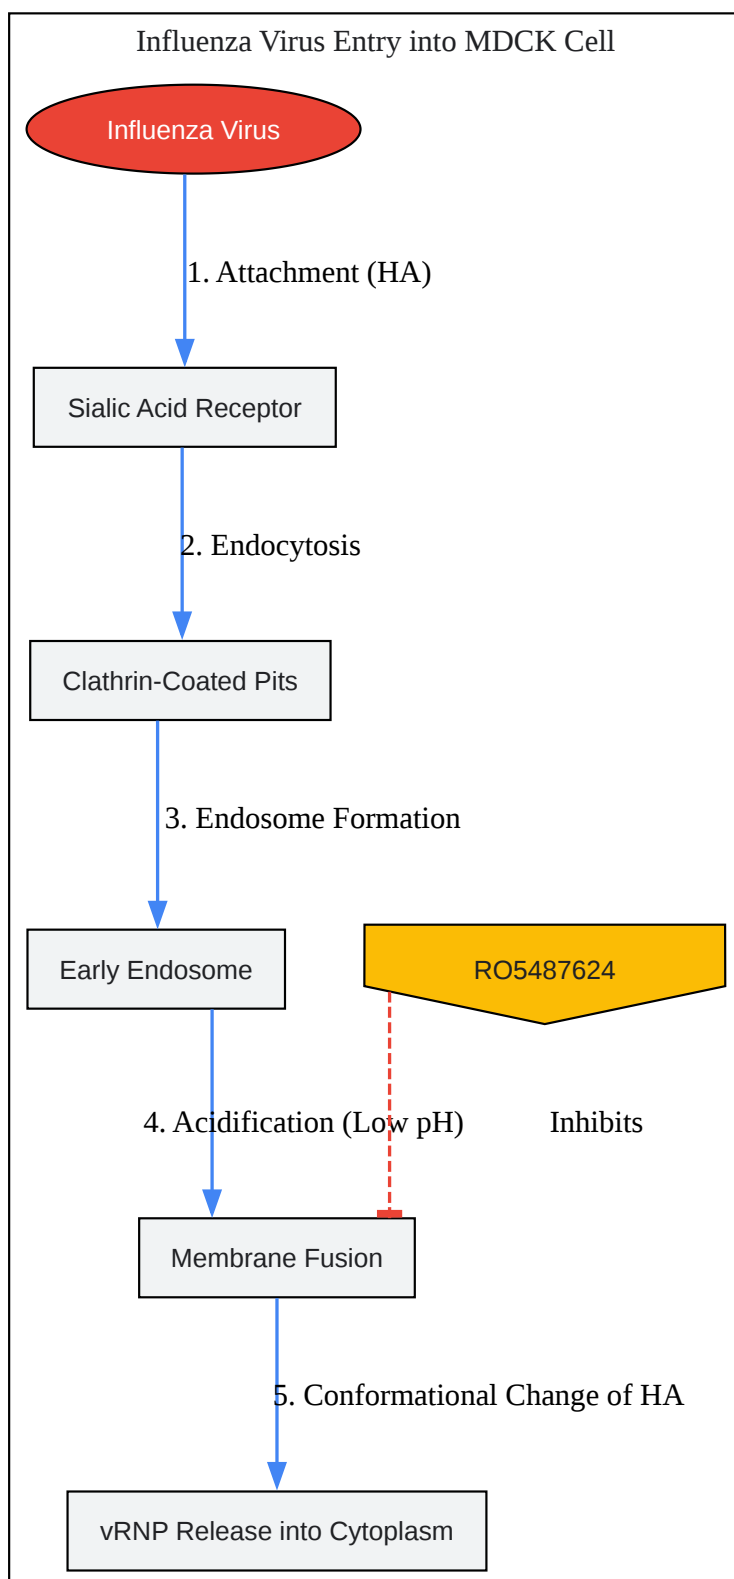 Influenza Virus Entry into MDCK Cell
Influenza Virus
1. Attachment (HA)
Sialic Acid Receptor
2. Endocytosis
Clathrin-Coated Pits
3. Endosome Formation
Early Endosome
RO5487624
4. Acidification (Low pH)
Inhibits
Membrane Fusion
5. Conformational Change of HA
vRNP Release into Cytoplasm